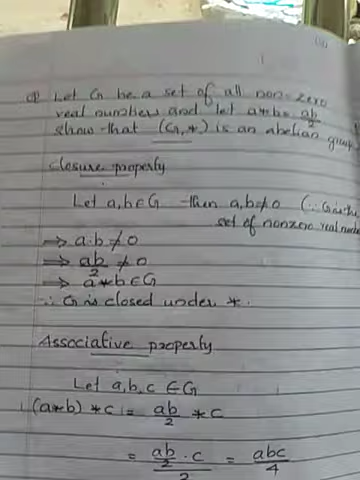 Q) Let G be a set of all non-zero
real numbers and let a*b = ab/2
show that (G,*) is an abelian group
Closure property
Let a,b∈G then a,b≠0 (∵ G is the
set of nonzero real numbe
⇒ a·b ≠ 0
⇒ ab/2 ≠ 0
⇒ a*b ∈ G
∴ G is closed under *.
Associative property
Let a,b,c ∈ G
(a*b) *c = ab/2 *c
= (ab/2 · c)/2 = abc/4